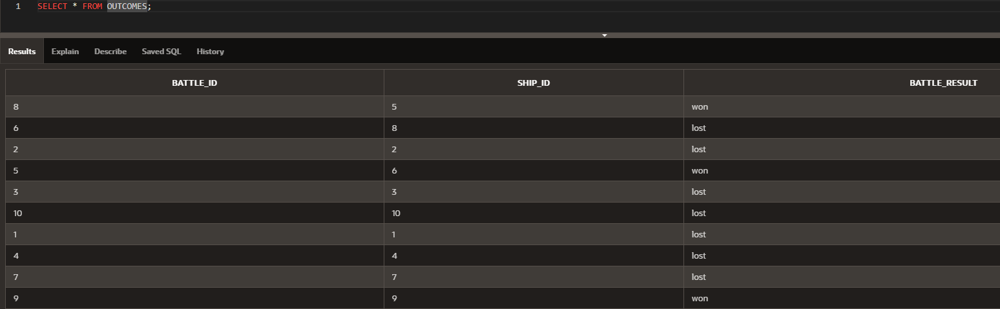 1 SELECT * FROM OUTCOMES;
Results Explain Describe Saved SQL History
BATTLE_ID SHIP_ID BATTLE_RESULT
8 5 won
6 8 lost
2 2 lost
5 6 won
3 3 lost
10 10 lost
1 1 lost
4 4 lost
7 7 lost
9 9 won